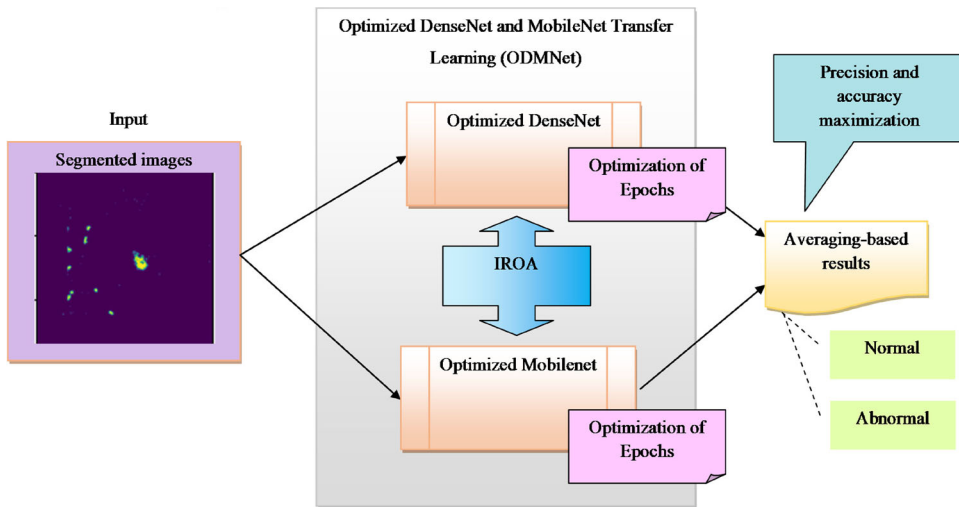 Optimized DenseNet and MobileNet Transfer
Learning (ODMNet)
Precision and
accuracy
maximization
Input
Segmented images
Optimized DenseNet
Optimization of
Epochs
IROA
Averaging-based
results
Optimized Mobilenet
Optimization of
Epochs
Normal
Abnormal